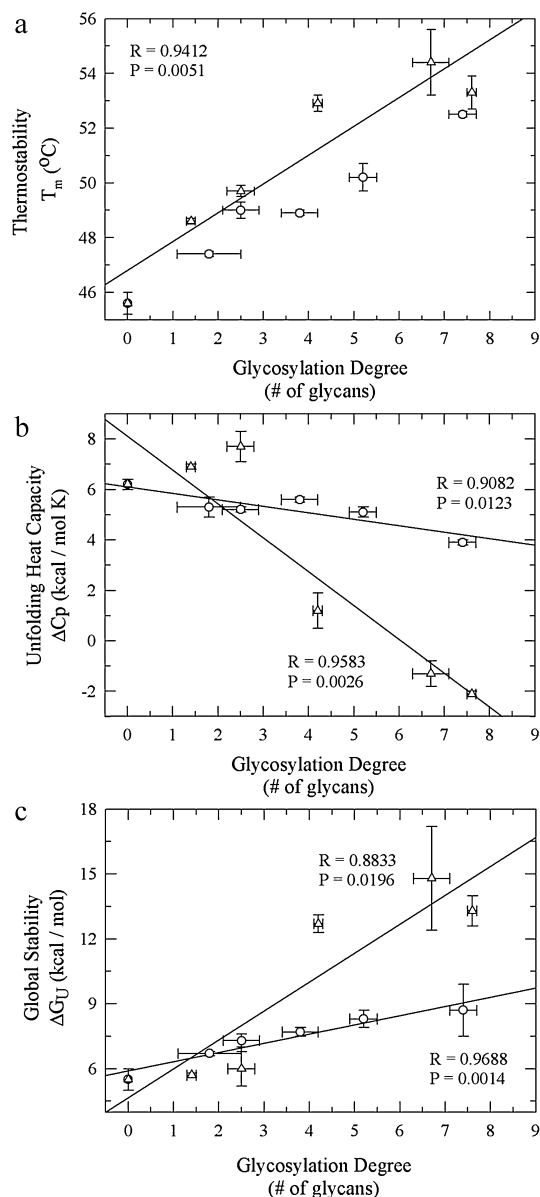 a
R = 0.9412
P = 0.0051
Thermostability
Tm (°C)
56
54
52
50
48
46
0 1 2 3 4 5 6 7 8 9
Glycosylation Degree
(# of glycans)
b
Unfolding Heat Capacity
ΔCp (kcal / mol K)
8
6
4
2
0
-2
R = 0.9082
P = 0.0123
R = 0.9583
P = 0.0026
0 1 2 3 4 5 6 7 8 9
Glycosylation Degree
(# of glycans)
c
Global Stability
ΔGU (kcal / mol)
18
15
12
9
6
R = 0.8833
P = 0.0196
R = 0.9688
P = 0.0014
0 1 2 3 4 5 6 7 8 9
Glycosylation Degree
(# of glycans)